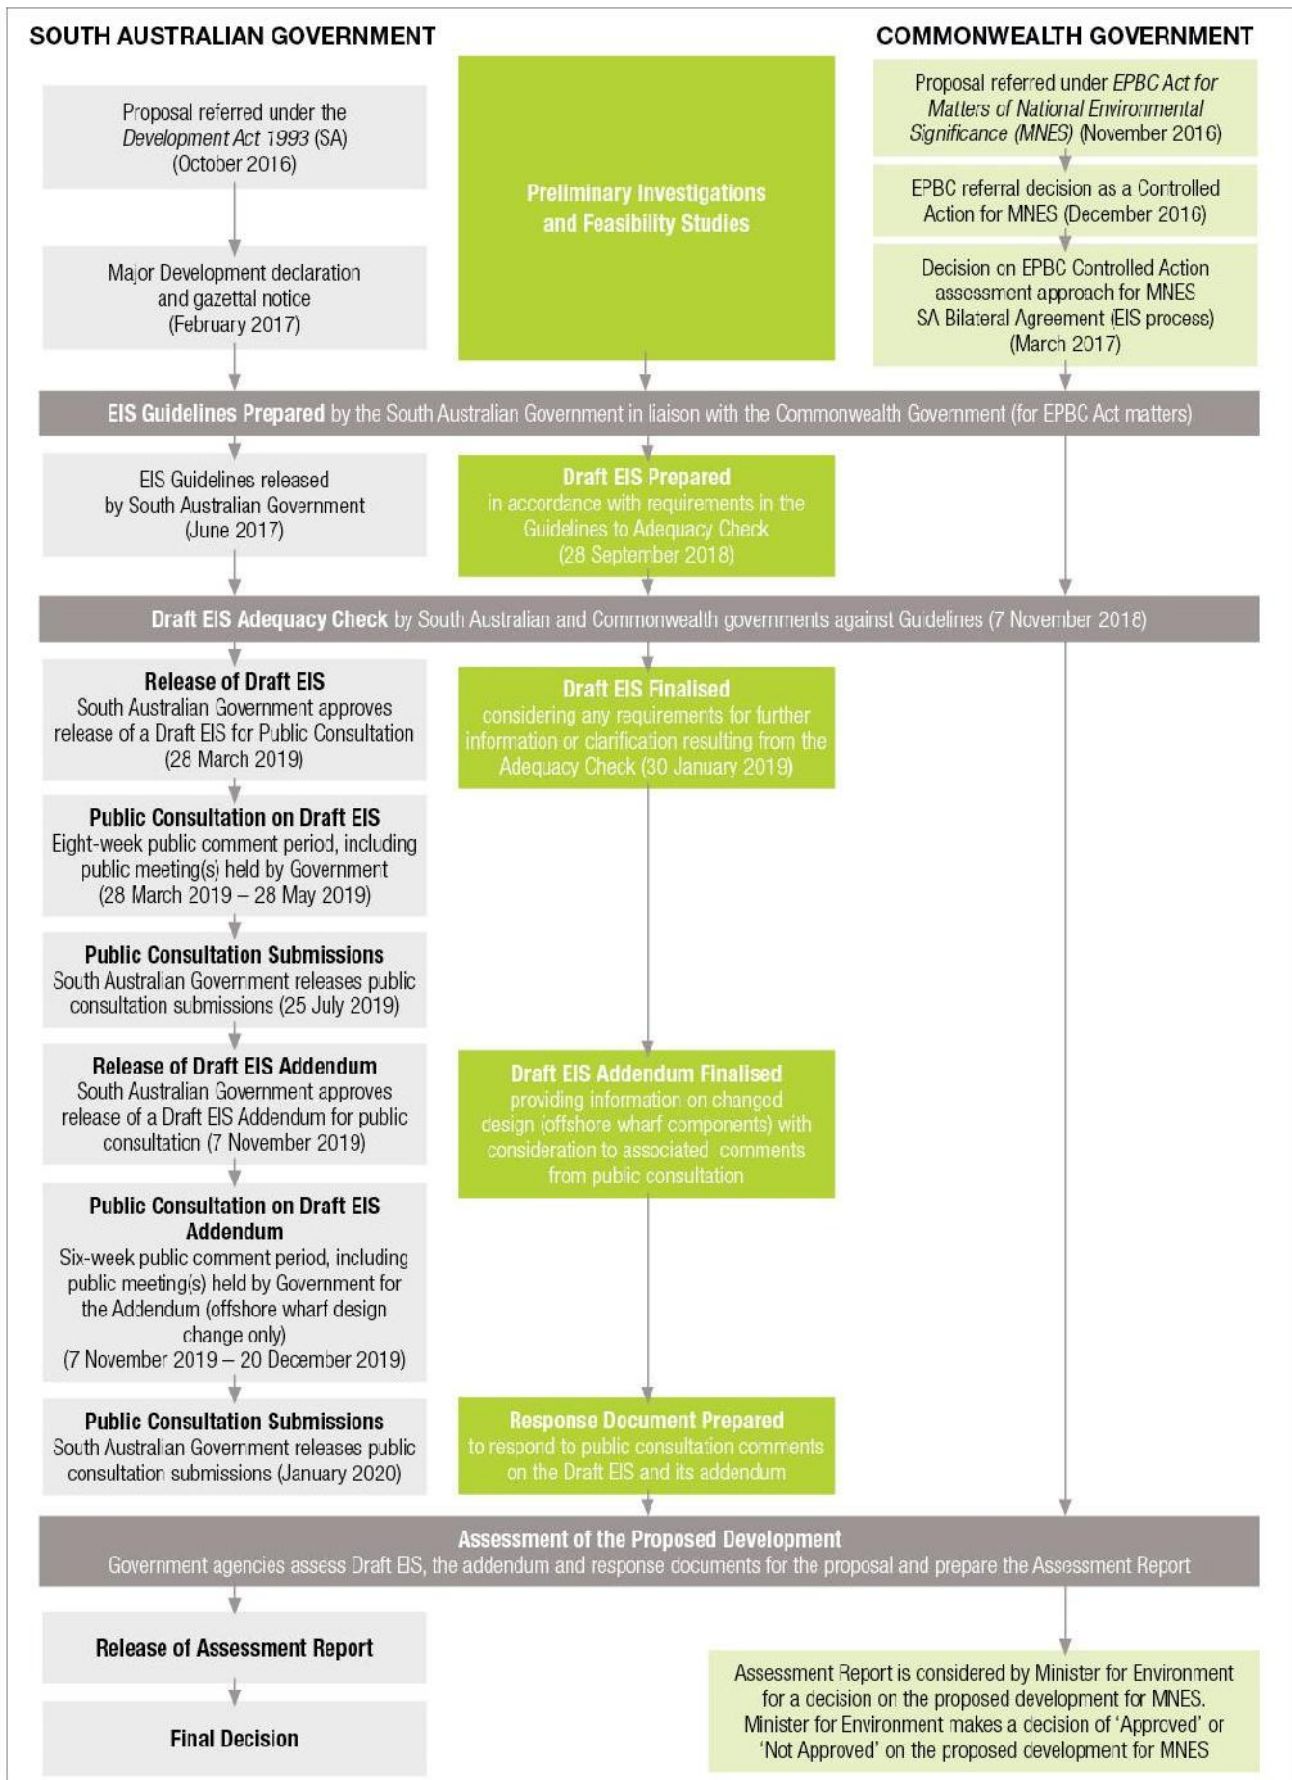 SOUTH AUSTRALIAN GOVERNMENT
COMMONWEALTH GOVERNMENT
Proposal referred under the
Development Act 1993 (SA)
(October 2016)
Preliminary Investigations
and Feasibility Studies
Proposal referred under EPBC Act for
Matters of National Environmental
Significance (MNES) (November 2016)
EPBC referral decision as a Controlled
Action for MNES (December 2016)
Major Development declaration
and gazettal notice
(February 2017)
Decision on EPBC Controlled Action
assessment approach for MNES
SA Bilateral Agreement (EIS process)
(March 2017)
EIS Guidelines Prepared by the South Australian Government in liaison with the Commonwealth Government (for EPBC Act matters)
EIS Guidelines released
by South Australian Government
(June 2017)
Draft EIS Prepared
in accordance with requirements in the
Guidelines to Adequacy Check
(28 September 2018)
Draft EIS Adequacy Check by South Australian and Commonwealth governments against Guidelines (7 November 2018)
Release of Draft EIS
South Australian Government approves
release of a Draft EIS for Public Consultation
(28 March 2019)
Draft EIS Finalised
considering any requirements for further
information or clarification resulting from the
Adequacy Check (30 January 2019)
Public Consultation on Draft EIS
Eight-week public comment period, including
public meeting(s) held by Government
(28 March 2019 – 28 May 2019)
Public Consultation Submissions
South Australian Government releases public
consultation submissions (25 July 2019)
Release of Draft EIS Addendum
South Australian Government approves
release of a Draft EIS Addendum for public
consultation (7 November 2019)
Draft EIS Addendum Finalised
providing information on changed
design (offshore wharf components) with
consideration to associated comments
from public consultation
Public Consultation on Draft EIS
Addendum
Six-week public comment period, including
public meeting(s) held by Government for
the Addendum (offshore wharf design
change only)
(7 November 2019 – 20 December 2019)
Public Consultation Submissions
South Australian Government releases public
consultation submissions (January 2020)
Response Document Prepared
to respond to public consultation comments
on the Draft EIS and its addendum
Assessment of the Proposed Development
Government agencies assess Draft EIS, the addendum and response documents for the proposal and prepare the Assessment Report
Release of Assessment Report
Final Decision
Assessment Report is considered by Minister for Environment
for a decision on the proposed development for MNES.
Minister for Environment makes a decision of ‘Approved’ or
‘Not Approved’ on the proposed development for MNES